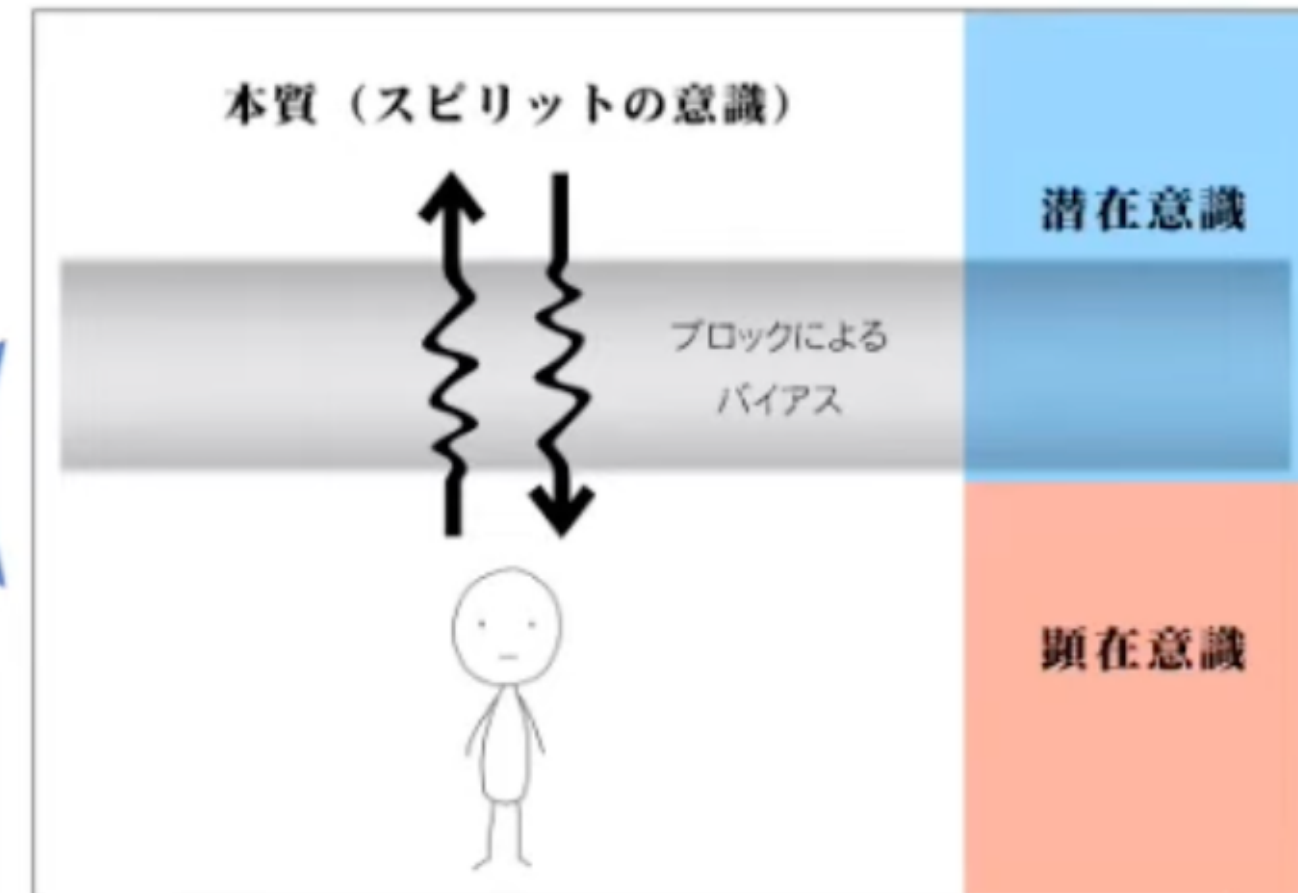 本質（スピリットの意識）
潜在意識
ブロックによる
バイアス
顕在意識